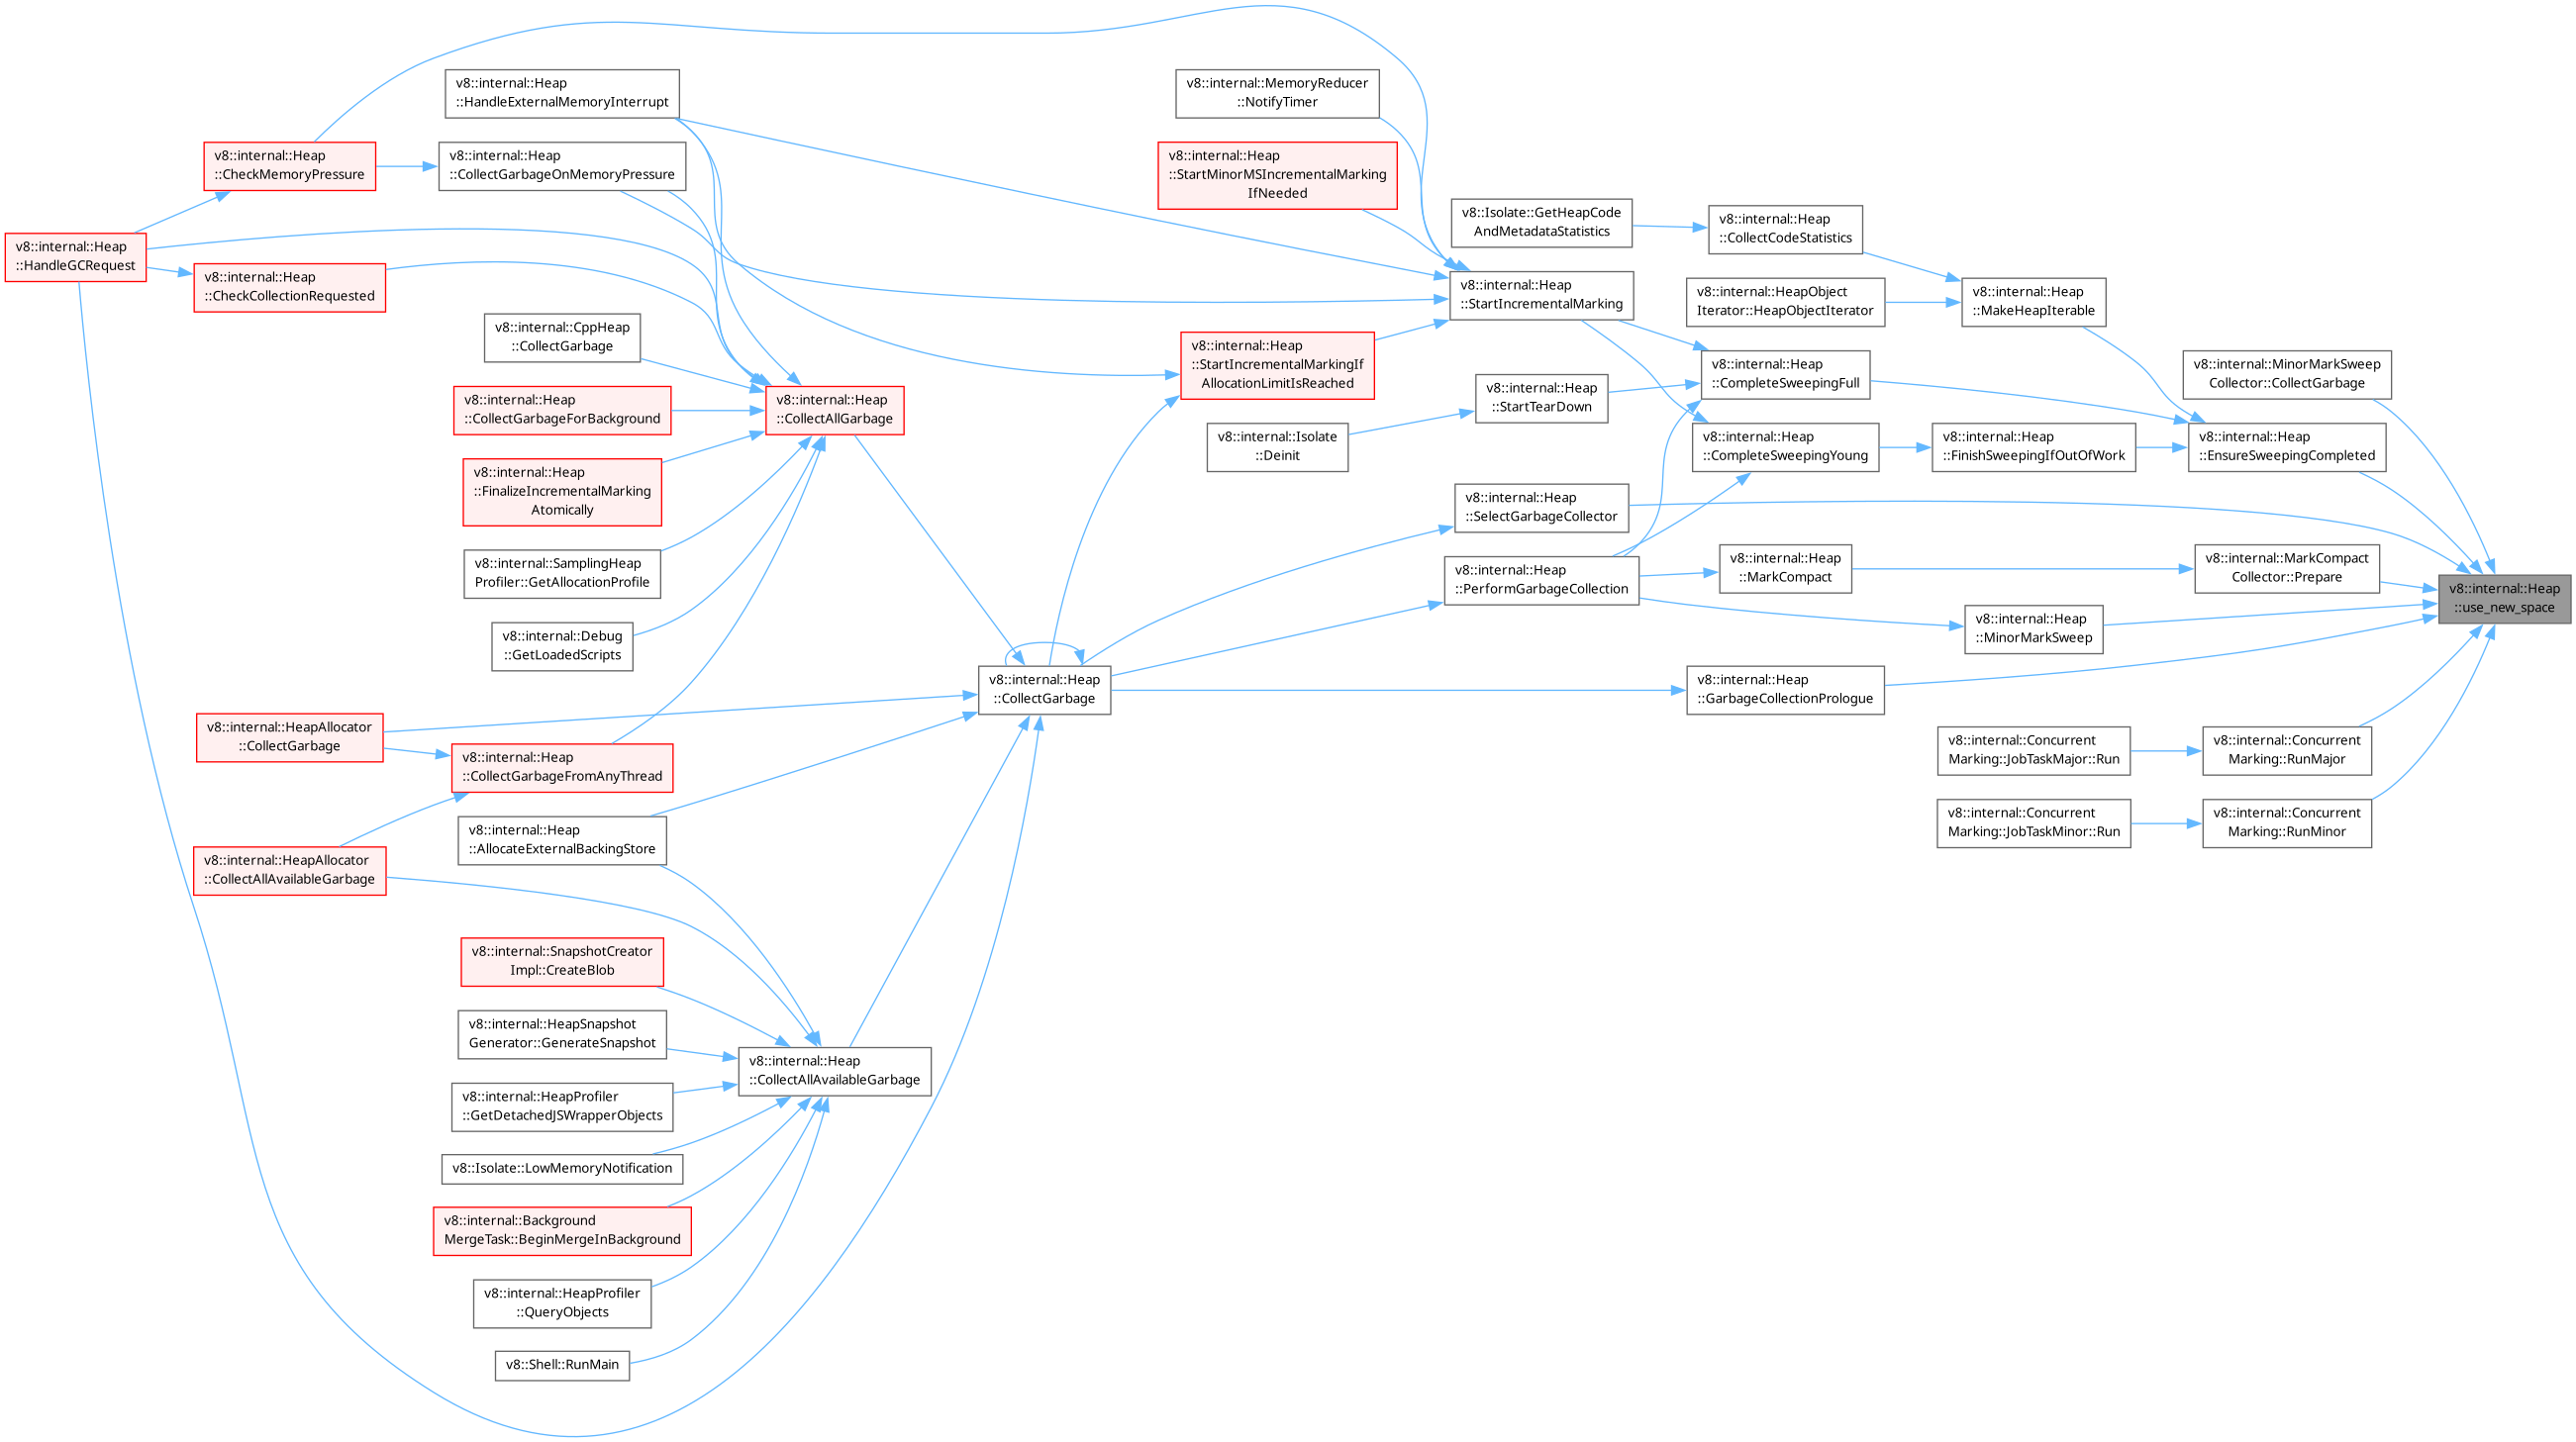 v8::internal::Heap
::HandleGCRequest
v8::internal::Heap
::CheckMemoryPressure
v8::internal::Heap
::CheckCollectionRequested
v8::internal::HeapAllocator
::CollectGarbage
v8::internal::HeapAllocator
::CollectAllAvailableGarbage
v8::internal::Heap
::HandleExternalMemoryInterrupt
v8::internal::Heap
::CollectGarbageOnMemoryPressure
v8::internal::CppHeap
::CollectGarbage
v8::internal::Heap
::CollectGarbageForBackground
v8::internal::Heap
::FinalizeIncrementalMarking
Atomically
v8::internal::SamplingHeap
Profiler::GetAllocationProfile
v8::internal::Debug
::GetLoadedScripts
v8::internal::Heap
::CollectGarbageFromAnyThread
v8::internal::Heap
::AllocateExternalBackingStore
v8::internal::SnapshotCreator
Impl::CreateBlob
v8::internal::HeapSnapshot
Generator::GenerateSnapshot
v8::internal::HeapProfiler
::GetDetachedJSWrapperObjects
v8::Isolate::LowMemoryNotification
v8::internal::Background
MergeTask::BeginMergeInBackground
v8::internal::HeapProfiler
::QueryObjects
v8::Shell::RunMain
v8::internal::Heap
::CollectAllGarbage
v8::internal::Heap
::CollectAllAvailableGarbage
v8::internal::Heap
::CollectGarbage
v8::internal::MemoryReducer
::NotifyTimer
v8::internal::Heap
::StartMinorMSIncrementalMarking
IfNeeded
v8::internal::Heap
::StartIncrementalMarkingIf
AllocationLimitIsReached
v8::internal::Isolate
::Deinit
v8::Isolate::GetHeapCode
AndMetadataStatistics
v8::internal::Heap
::StartIncrementalMarking
v8::internal::Heap
::StartTearDown
v8::internal::Heap
::SelectGarbageCollector
v8::internal::Heap
::PerformGarbageCollection
v8::internal::Heap
::CollectCodeStatistics
v8::internal::HeapObject
Iterator::HeapObjectIterator
v8::internal::Heap
::CompleteSweepingFull
v8::internal::Heap
::CompleteSweepingYoung
v8::internal::Heap
::MarkCompact
v8::internal::Heap
::GarbageCollectionPrologue
v8::internal::Heap
::MakeHeapIterable
v8::internal::Heap
::FinishSweepingIfOutOfWork
v8::internal::Heap
::MinorMarkSweep
v8::internal::Concurrent
Marking::JobTaskMajor::Run
v8::internal::Concurrent
Marking::JobTaskMinor::Run
v8::internal::MinorMarkSweep
Collector::CollectGarbage
v8::internal::Heap
::EnsureSweepingCompleted
v8::internal::MarkCompact
Collector::Prepare
v8::internal::Concurrent
Marking::RunMajor
v8::internal::Concurrent
Marking::RunMinor
v8::internal::Heap
::use_new_space